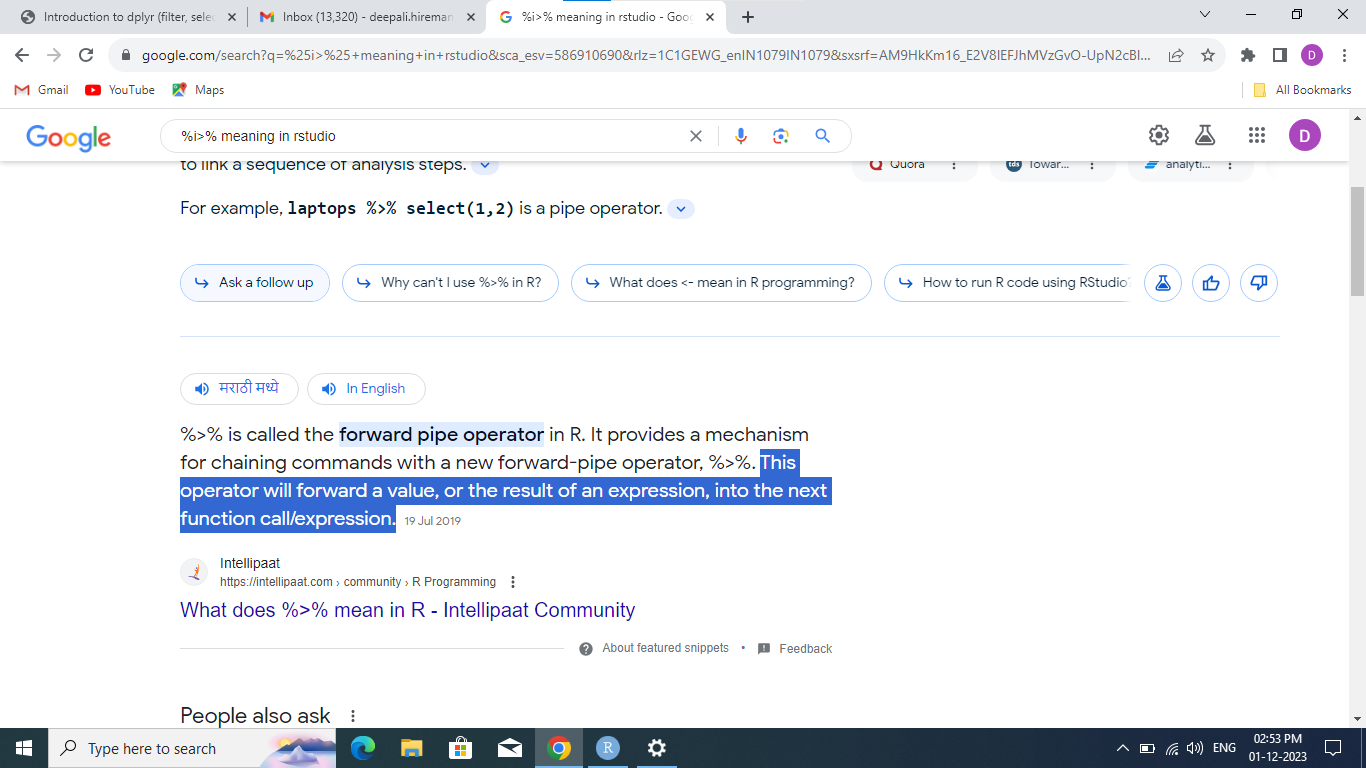 Introduction to dplyr (filter, selec
Inbox (13,320) - deepali.hireman
%i>% meaning in rstudio - Goog
google.com/search?q=%25i>%25+meaning+in+rstudio&sca_esv=586910690&rlz=1C1GEWG_enIN1079IN1079&sxsrf=AM9HkKm16_E2V8IEFJhMVzGvO-UpN2cBl...
D
Gmail
YouTube
Maps
All Bookmarks
Google
%i>% meaning in rstudio
D
to link a sequence of analysis steps.
Quora
tds
Towar...
analyti...
For example, laptops %>% select(1,2) is a pipe operator.
Ask a follow up
Why can't I use %>% in R?
What does <- mean in R programming?
How to run R code using RStudio?
मराठी मध्ये
In English
%>% is called the forward pipe operator in R. It provides a mechanism
for chaining commands with a new forward-pipe operator, %>%. This
operator will forward a value, or the result of an expression, into the next
function call/expression. 19 Jul 2019
Intellipaat
https://intellipaat.com › community › R Programming
What does %>% mean in R - Intellipaat Community
About featured snippets • Feedback
People also ask
Type here to search
R
ENG
02:53 PM
01-12-2023